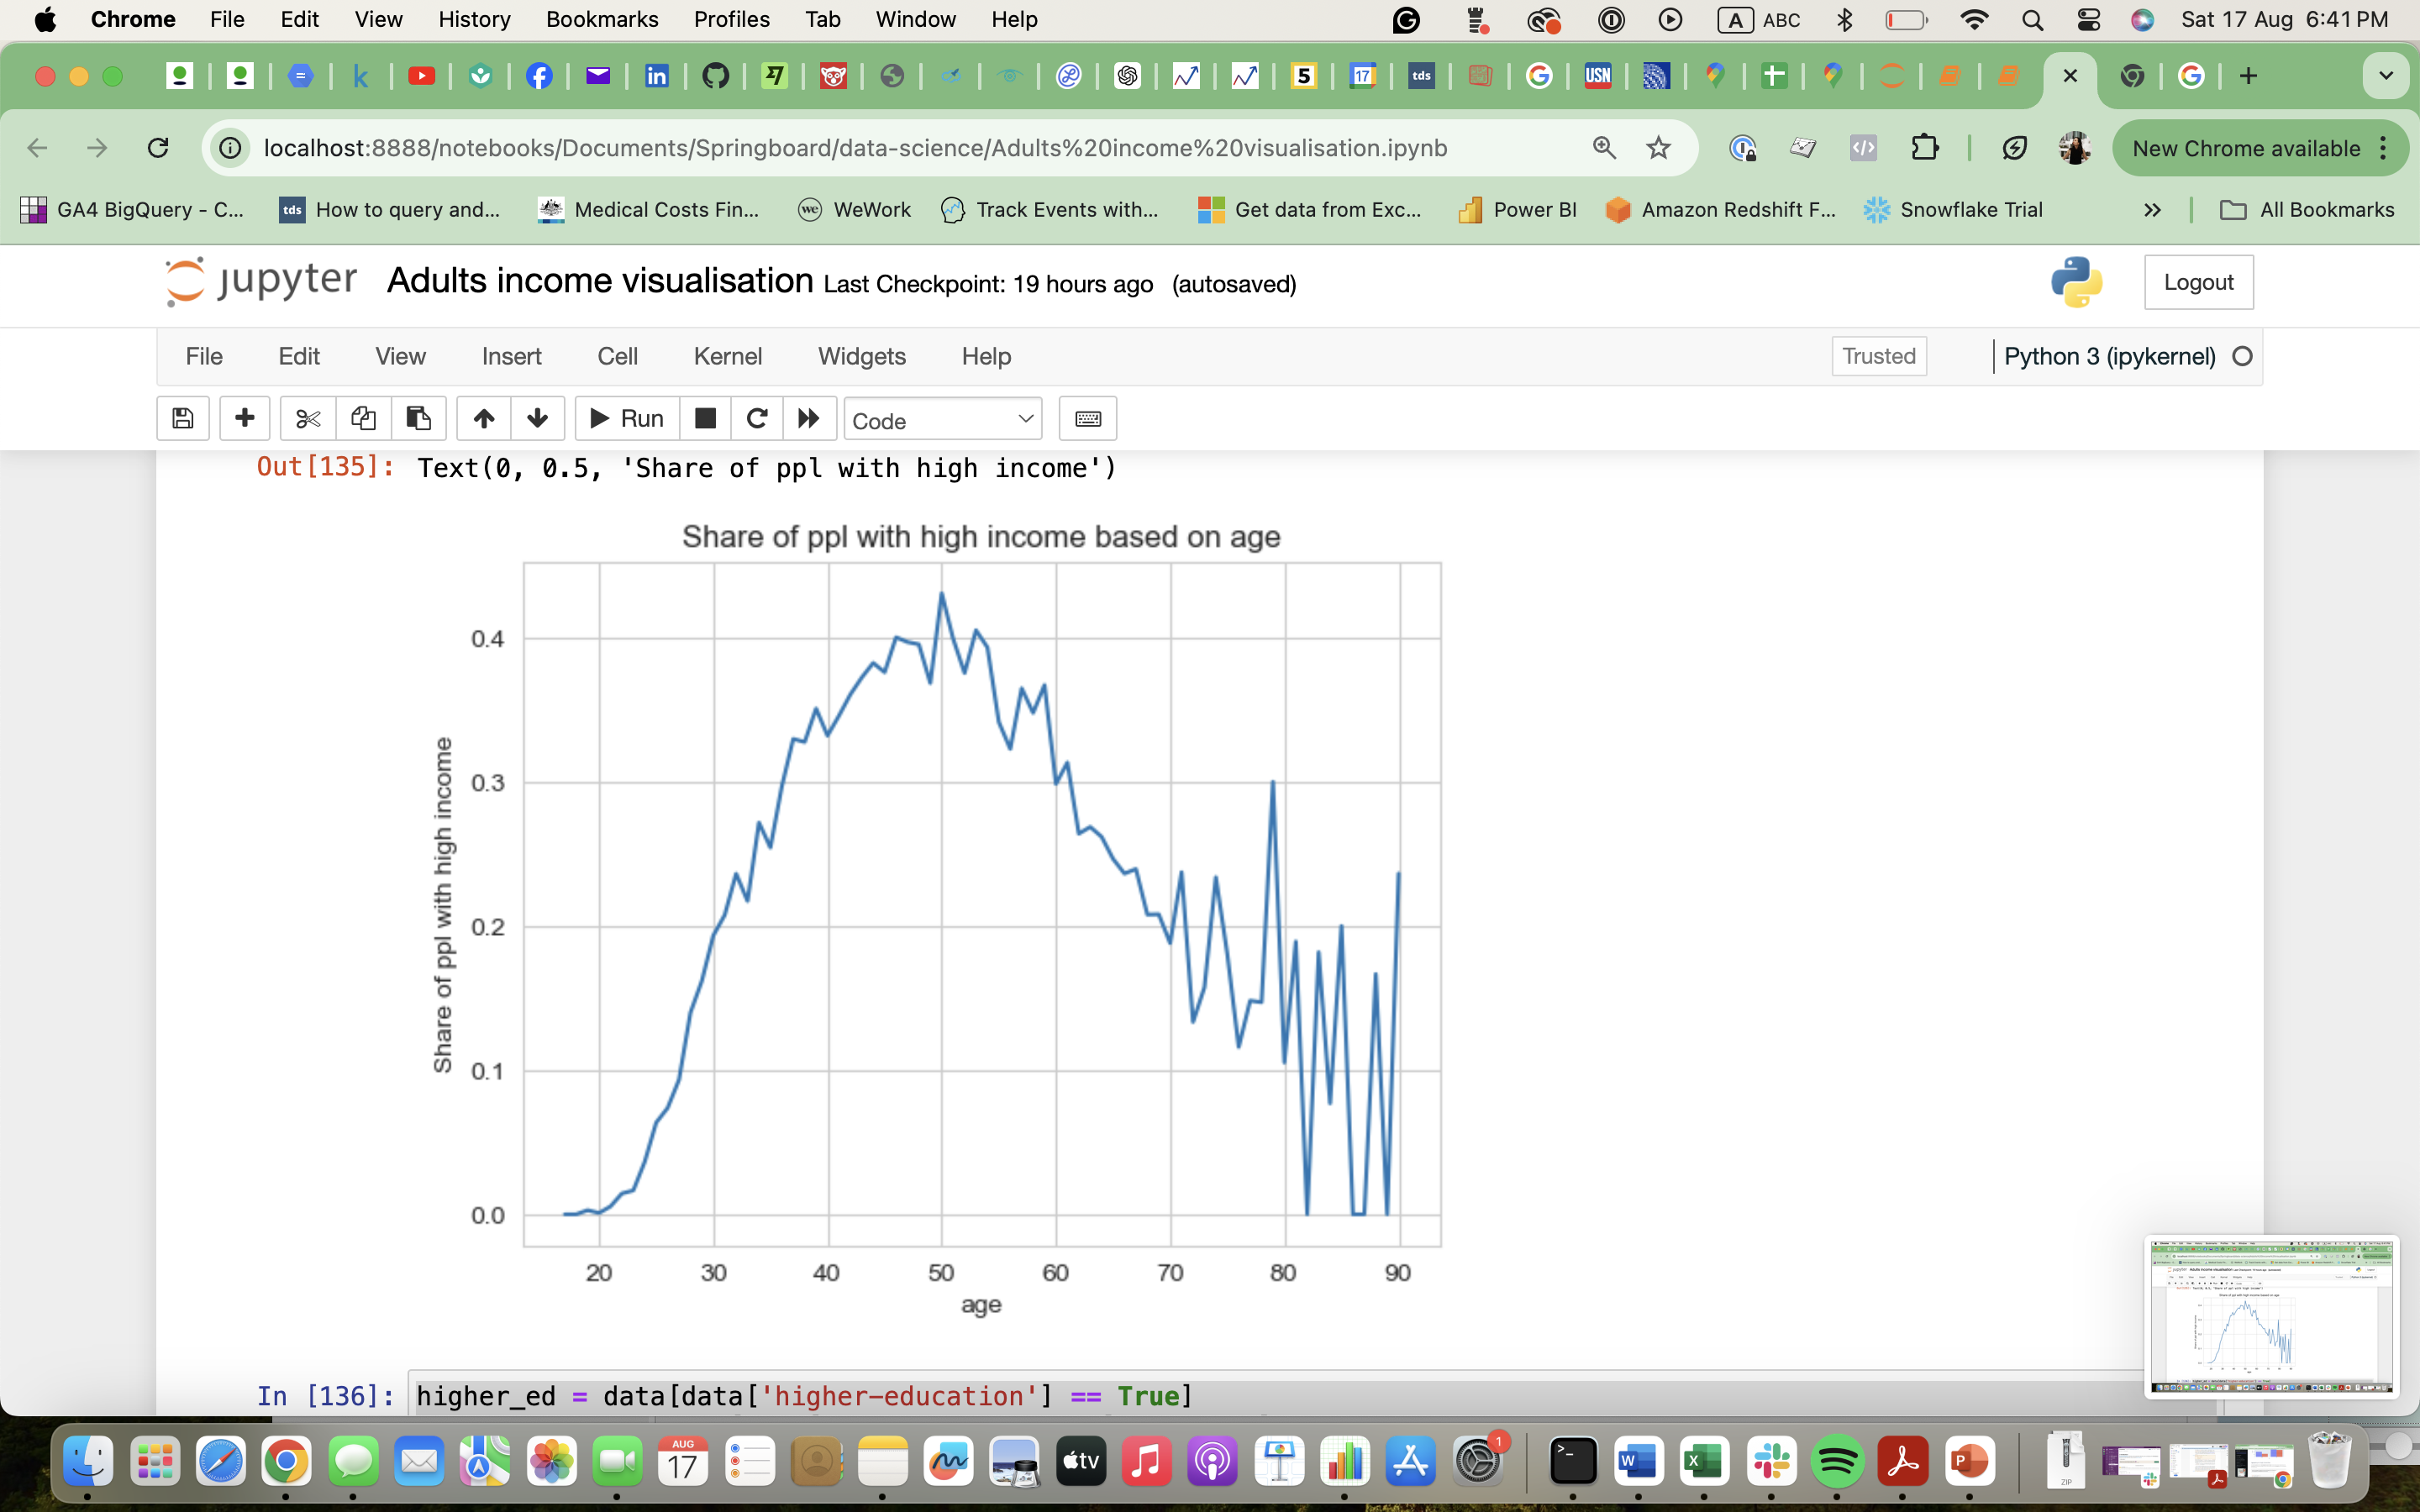 Chrome File Edit View History Bookmarks Profiles Tab Window Help A ABC Sat 17 Aug 6:41 PM
localhost:8888/notebooks/Documents/Springboard/data-science/Adults%20income%20visualisation.ipynb New Chrome available
GA4 BigQuery - C... tds How to query and... Medical Costs Fin... WeWork Track Events with... Get data from Exc... Power BI Amazon Redshift F... Snowflake Trial » All Bookmarks
jupyter Adults income visualisation Last Checkpoint: 19 hours ago (autosaved) Logout
File Edit View Insert Cell Kernel Widgets Help Trusted Python 3 (ipykernel)
Run Code
Out[135]: Text(0, 0.5, 'Share of ppl with high income')
Share of ppl with high income based on age
Share of ppl with high income
0.4
0.3
0.2
0.1
0.0
20 30 40 50 60 70 80 90
age
In [136]: higher_ed = data[data['higher-education'] == True]
AUG
17
tv
1
W
X
P
ZIP